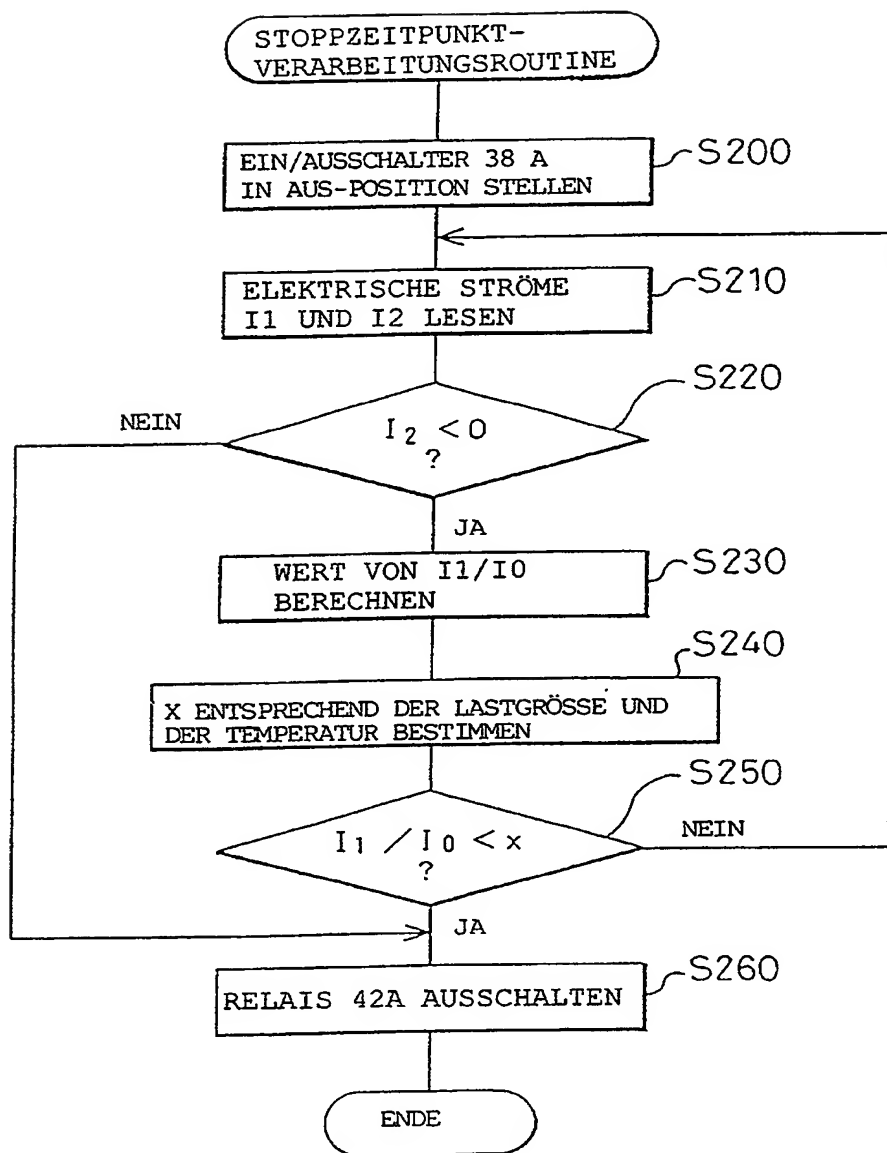 STOPPZEITPUNKT-
VERARBEITUNGSROUTINE
EIN/AUSSCHALTER 38 A
IN AUS-POSITION STELLEN
S200
ELEKTRISCHE STRÖME
I1 UND I2 LESEN
S210
S220
NEIN
I2 < 0
?
JA
WERT VON I1/I0
BERECHNEN
S230
S240
X ENTSPRECHEND DER LASTGRÖSSE UND
DER TEMPERATUR BESTIMMEN
S250
I1 / I0 < x
?
NEIN
JA
S260
RELAIS 42A AUSSCHALTEN
ENDE